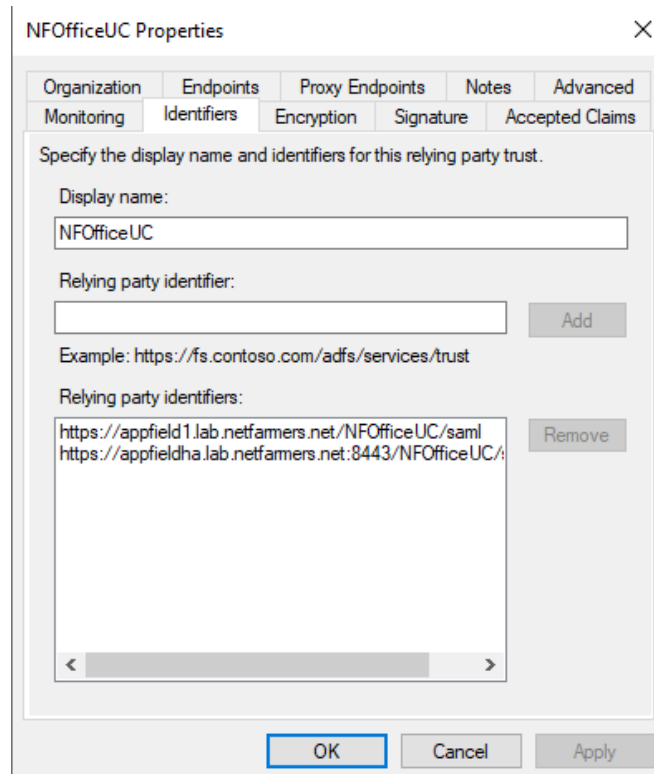 NFOfficeUC Properties
Organization Endpoints Proxy Endpoints Notes Advanced
Monitoring Identifiers Encryption Signature Accepted Claims
Specify the display name and identifiers for this relying party trust.
Display name:
NFOfficeUC
Relying party identifier:
Add
Example: https://fs.contoso.com/adfs/services/trust
Relying party identifiers:
https://appfield1.lab.netfarmers.net/NFOfficeUC/saml
Remove
https://appfieldha.lab.netfarmers.net:8443/NFOfficeUC/
OK Cancel Apply